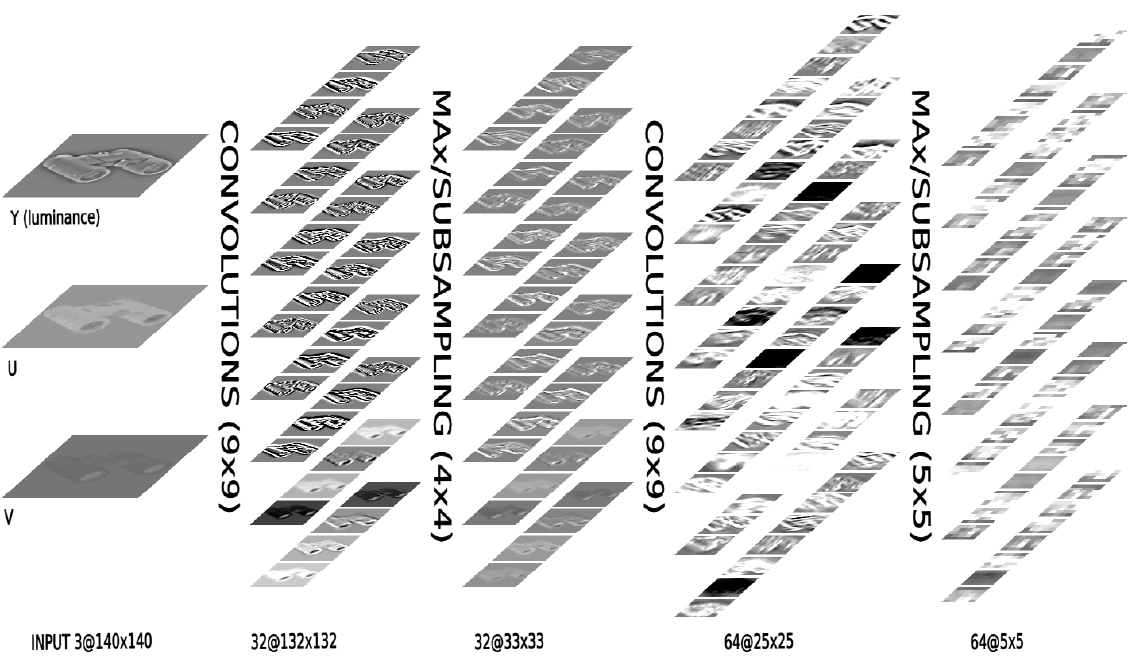 Y (luminance)
U
V
CONVOLUTIONS (9x9)
MAx/SUBSAMPLING (4x4)
CONVOLUTIONS (9x9)
MAx/SUBSAMPLING (5x5)
INPUT 3@140x140
32@132x132
32@33x33
64@25x25
64@5x5